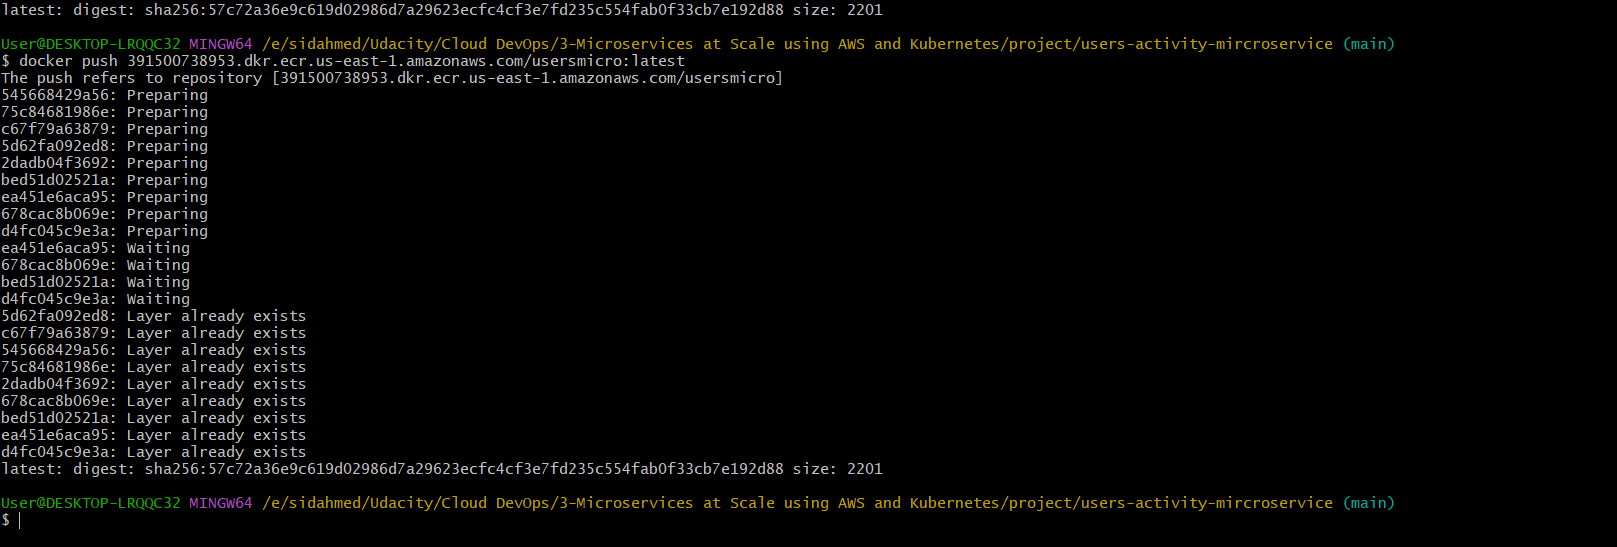 latest: digest: sha256:57c72a36e9c619d02986d7a29623ecfc4cf3e7fd235c554fab0f33cb7e192d88 size: 2201
User@DESKTOP-LRQQC32 MINGW64 /e/sidahmed/Udacity/Cloud DevOps/3-Microservices at Scale using AWS and Kubernetes/project/users-activity-mircroservice (main)
$ docker push 391500738953.dkr.ecr.us-east-1.amazonaws.com/usersmicro:latest
The push refers to repository [391500738953.dkr.ecr.us-east-1.amazonaws.com/usersmicro]
545668429a56: Preparing
75c84681986e: Preparing
c67f79a63879: Preparing
5d62fa092ed8: Preparing
2dadb04f3692: Preparing
bed51d02521a: Preparing
ea451e6aca95: Preparing
678cac8b069e: Preparing
d4fc045c9e3a: Preparing
ea451e6aca95: Waiting
678cac8b069e: Waiting
bed51d02521a: Waiting
d4fc045c9e3a: Waiting
5d62fa092ed8: Layer already exists
c67f79a63879: Layer already exists
545668429a56: Layer already exists
75c84681986e: Layer already exists
2dadb04f3692: Layer already exists
678cac8b069e: Layer already exists
bed51d02521a: Layer already exists
ea451e6aca95: Layer already exists
d4fc045c9e3a: Layer already exists
latest: digest: sha256:57c72a36e9c619d02986d7a29623ecfc4cf3e7fd235c554fab0f33cb7e192d88 size: 2201
User@DESKTOP-LRQQC32 MINGW64 /e/sidahmed/Udacity/Cloud DevOps/3-Microservices at Scale using AWS and Kubernetes/project/users-activity-mircroservice (main)
$